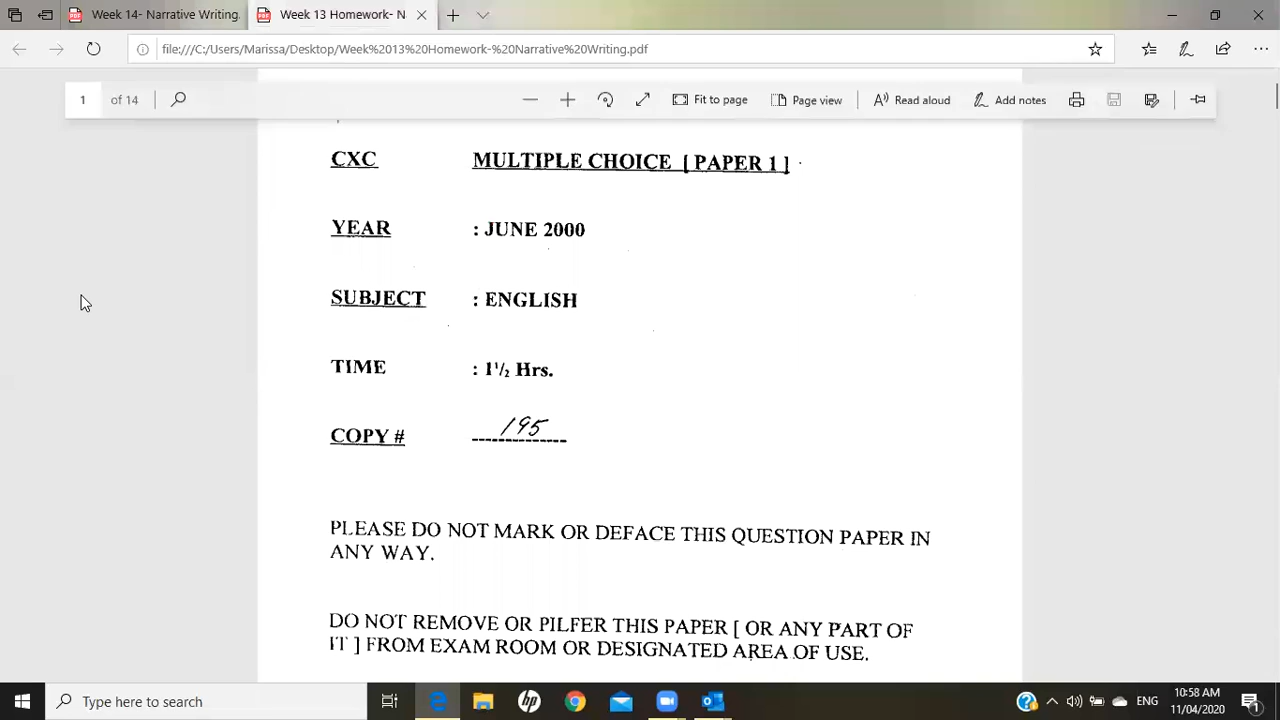 Week 14- Narrative Writing.
Week 13 Homework- N
file:///C:/Users/Marissa/Desktop/Week%2013%20Homework-%20Narrative%20Writing.pdf
1 of 14
Fit to page
Page view
Read aloud
Add notes
CXC MULTIPLE CHOICE [ PAPER 1 ]
YEAR : JUNE 2000
SUBJECT : ENGLISH
TIME : 1½ Hrs.
COPY # 195
PLEASE DO NOT MARK OR DEFACE THIS QUESTION PAPER IN
ANY WAY.
DO NOT REMOVE OR PILFER THIS PAPER [ OR ANY PART OF
IT ] FROM EXAM ROOM OR DESIGNATED AREA OF USE.
Type here to search
hp
ENG
10:58 AM
11/04/2020
1